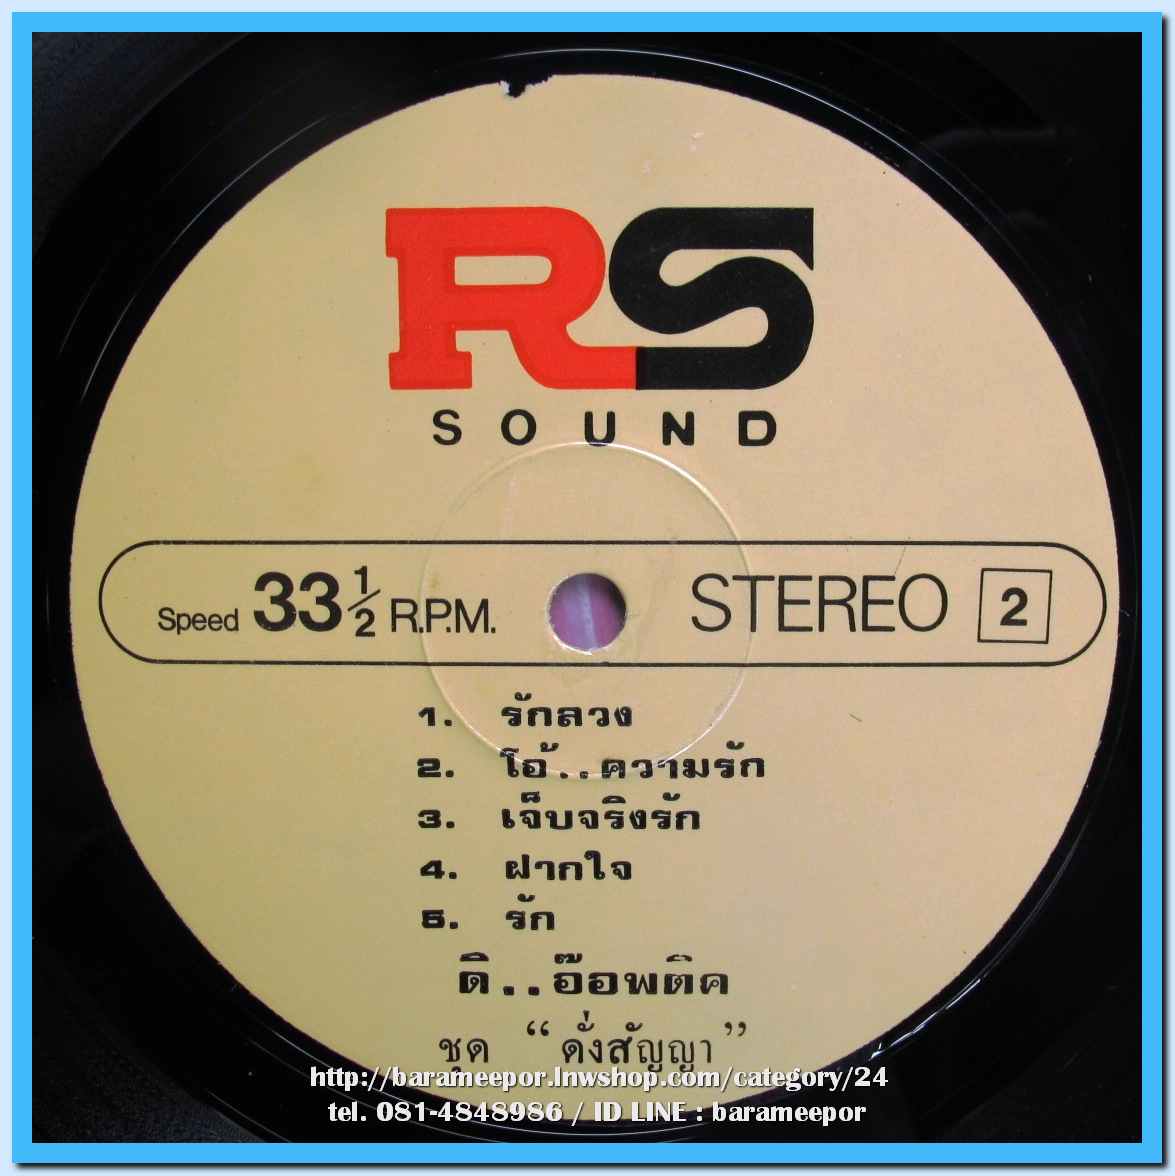 RS
SOUND
Speed 33 1/2 R.P.M. STEREO 2
1. รักลวง
2. โอ้..ความรัก
3. เจ็บจริงรัก
4. ฝากใจ
5. รัก
ดิ..อ๊อพติค
ชุด “ดั่งสัญญา”
http://barameepor.lnwshop.com/category/24
tel. 081-4848986 / ID LINE : barameepor